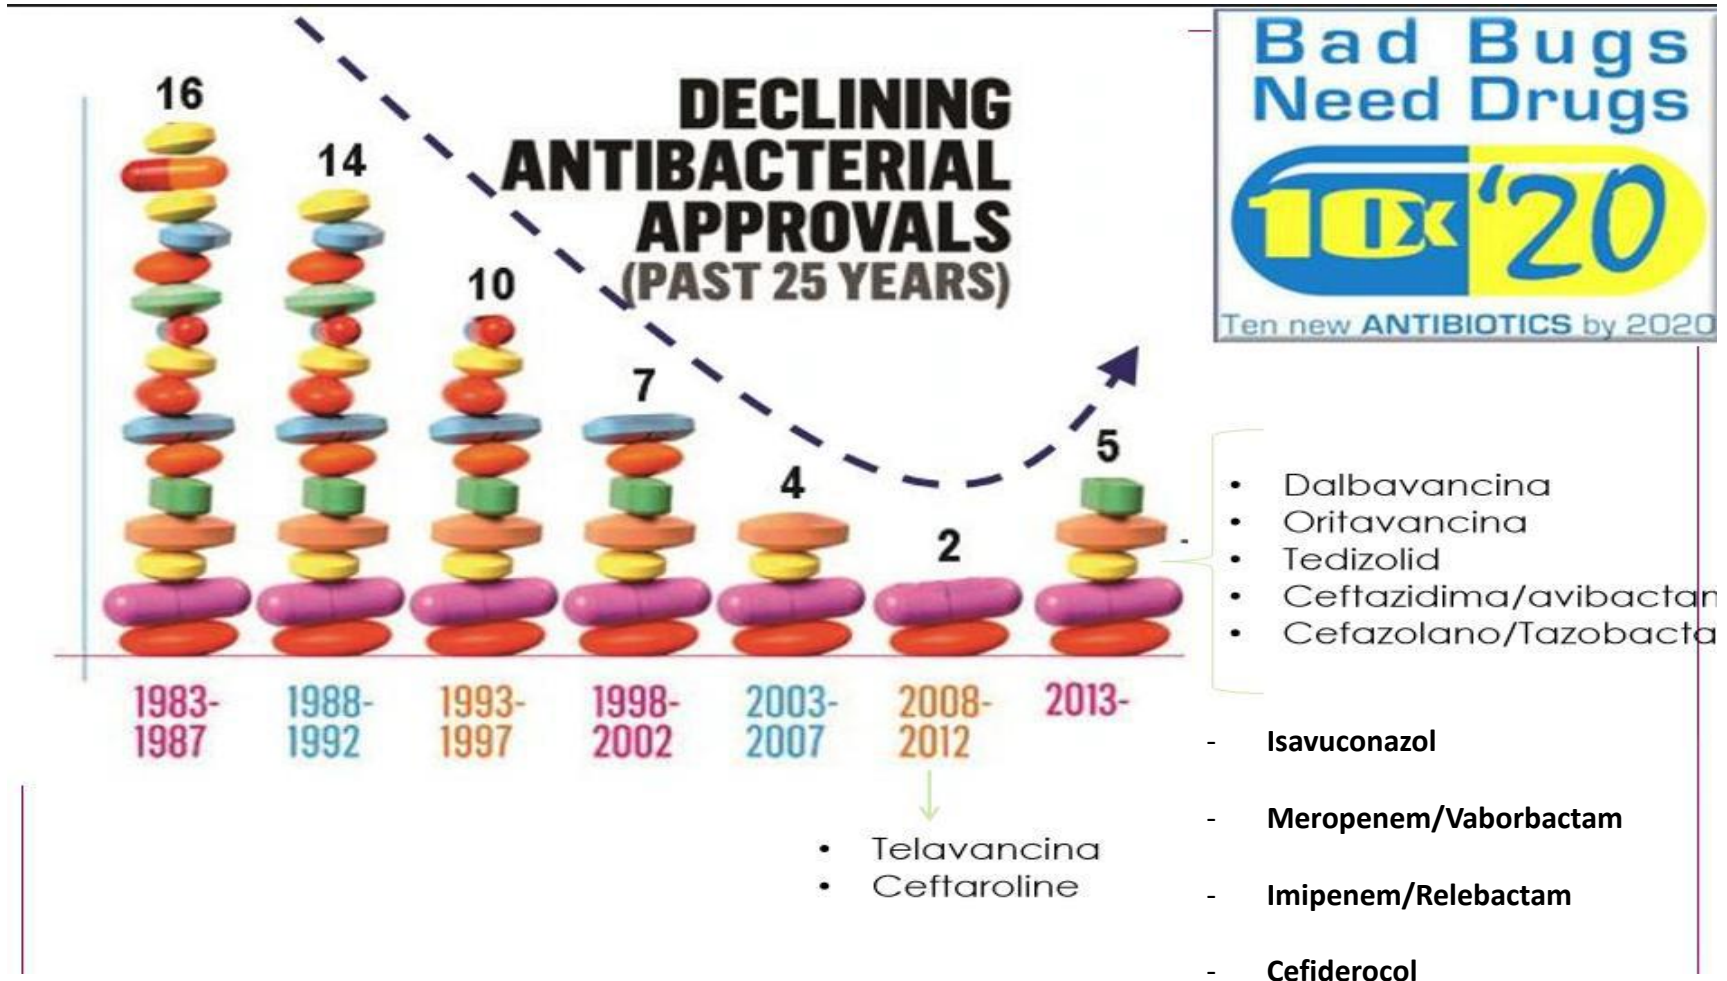 Bad Bugs
Need Drugs
10x '20
Ten new ANTIBIOTICS by 2020
DECLINING
ANTIBACTERIAL
APPROVALS
(PAST 25 YEARS)
16
14
10
7
4
2
5
1983-
1987
1988-
1992
1993-
1997
1998-
2002
2003-
2007
2008-
2012
2013-
• Dalbavancina
• Oritavancina
• Tedizolid
• Ceftazidima/avibactan
• Cefazolano/Tazobacta
- Isavuconazol
- Meropenem/Vaborbactam
- Imipenem/Relebactam
- Cefiderocol
• Telavancina
• Ceftaroline